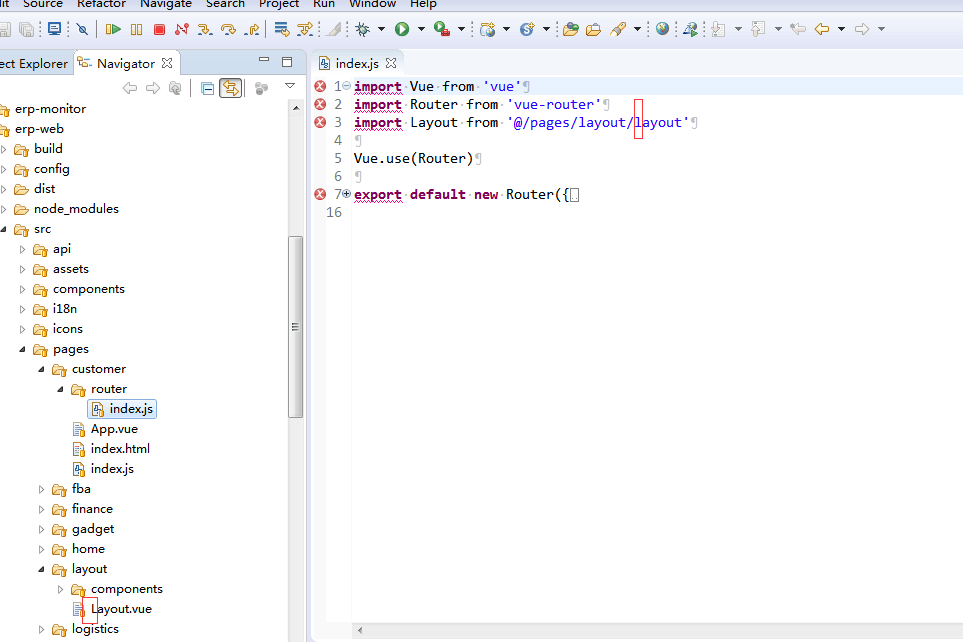 Source Refactor Navigate Search Project Run Window Help
Navigator
erp-monitor
erp-web
build
config
dist
node_modules
src
api
assets
components
i18n
icons
pages
customer
router
index.js
App.vue
index.html
index.js
fba
finance
gadget
home
layout
components
Layout.vue
logistics
index.js
1 import Vue from 'vue'¶
2 import Router from 'vue-router'¶
3 import Layout from '@/pages/layout/layout'¶
4 ¶
5 Vue.use(Router)¶
6 ¶
7 export default new Router({
16